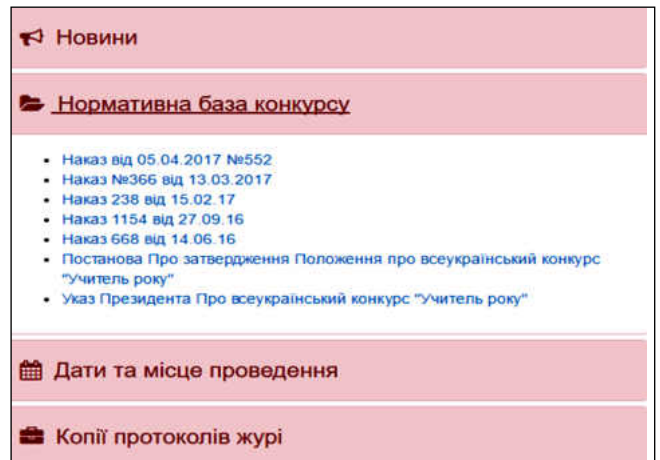 Новини
Нормативна база конкурсу
Наказ від 05.04.2017 №552
Наказ №366 від 13.03.2017
Наказ 238 від 15.02.17
Наказ 1154 від 27.09.16
Наказ 668 від 14.06.16
Постанова Про затвердження Положення про всеукраїнський конкурс
"Учитель року"
Указ Президента Про всеукраїнський конкурс "Учитель року"
Дати та місце проведення
Копії протоколів журі